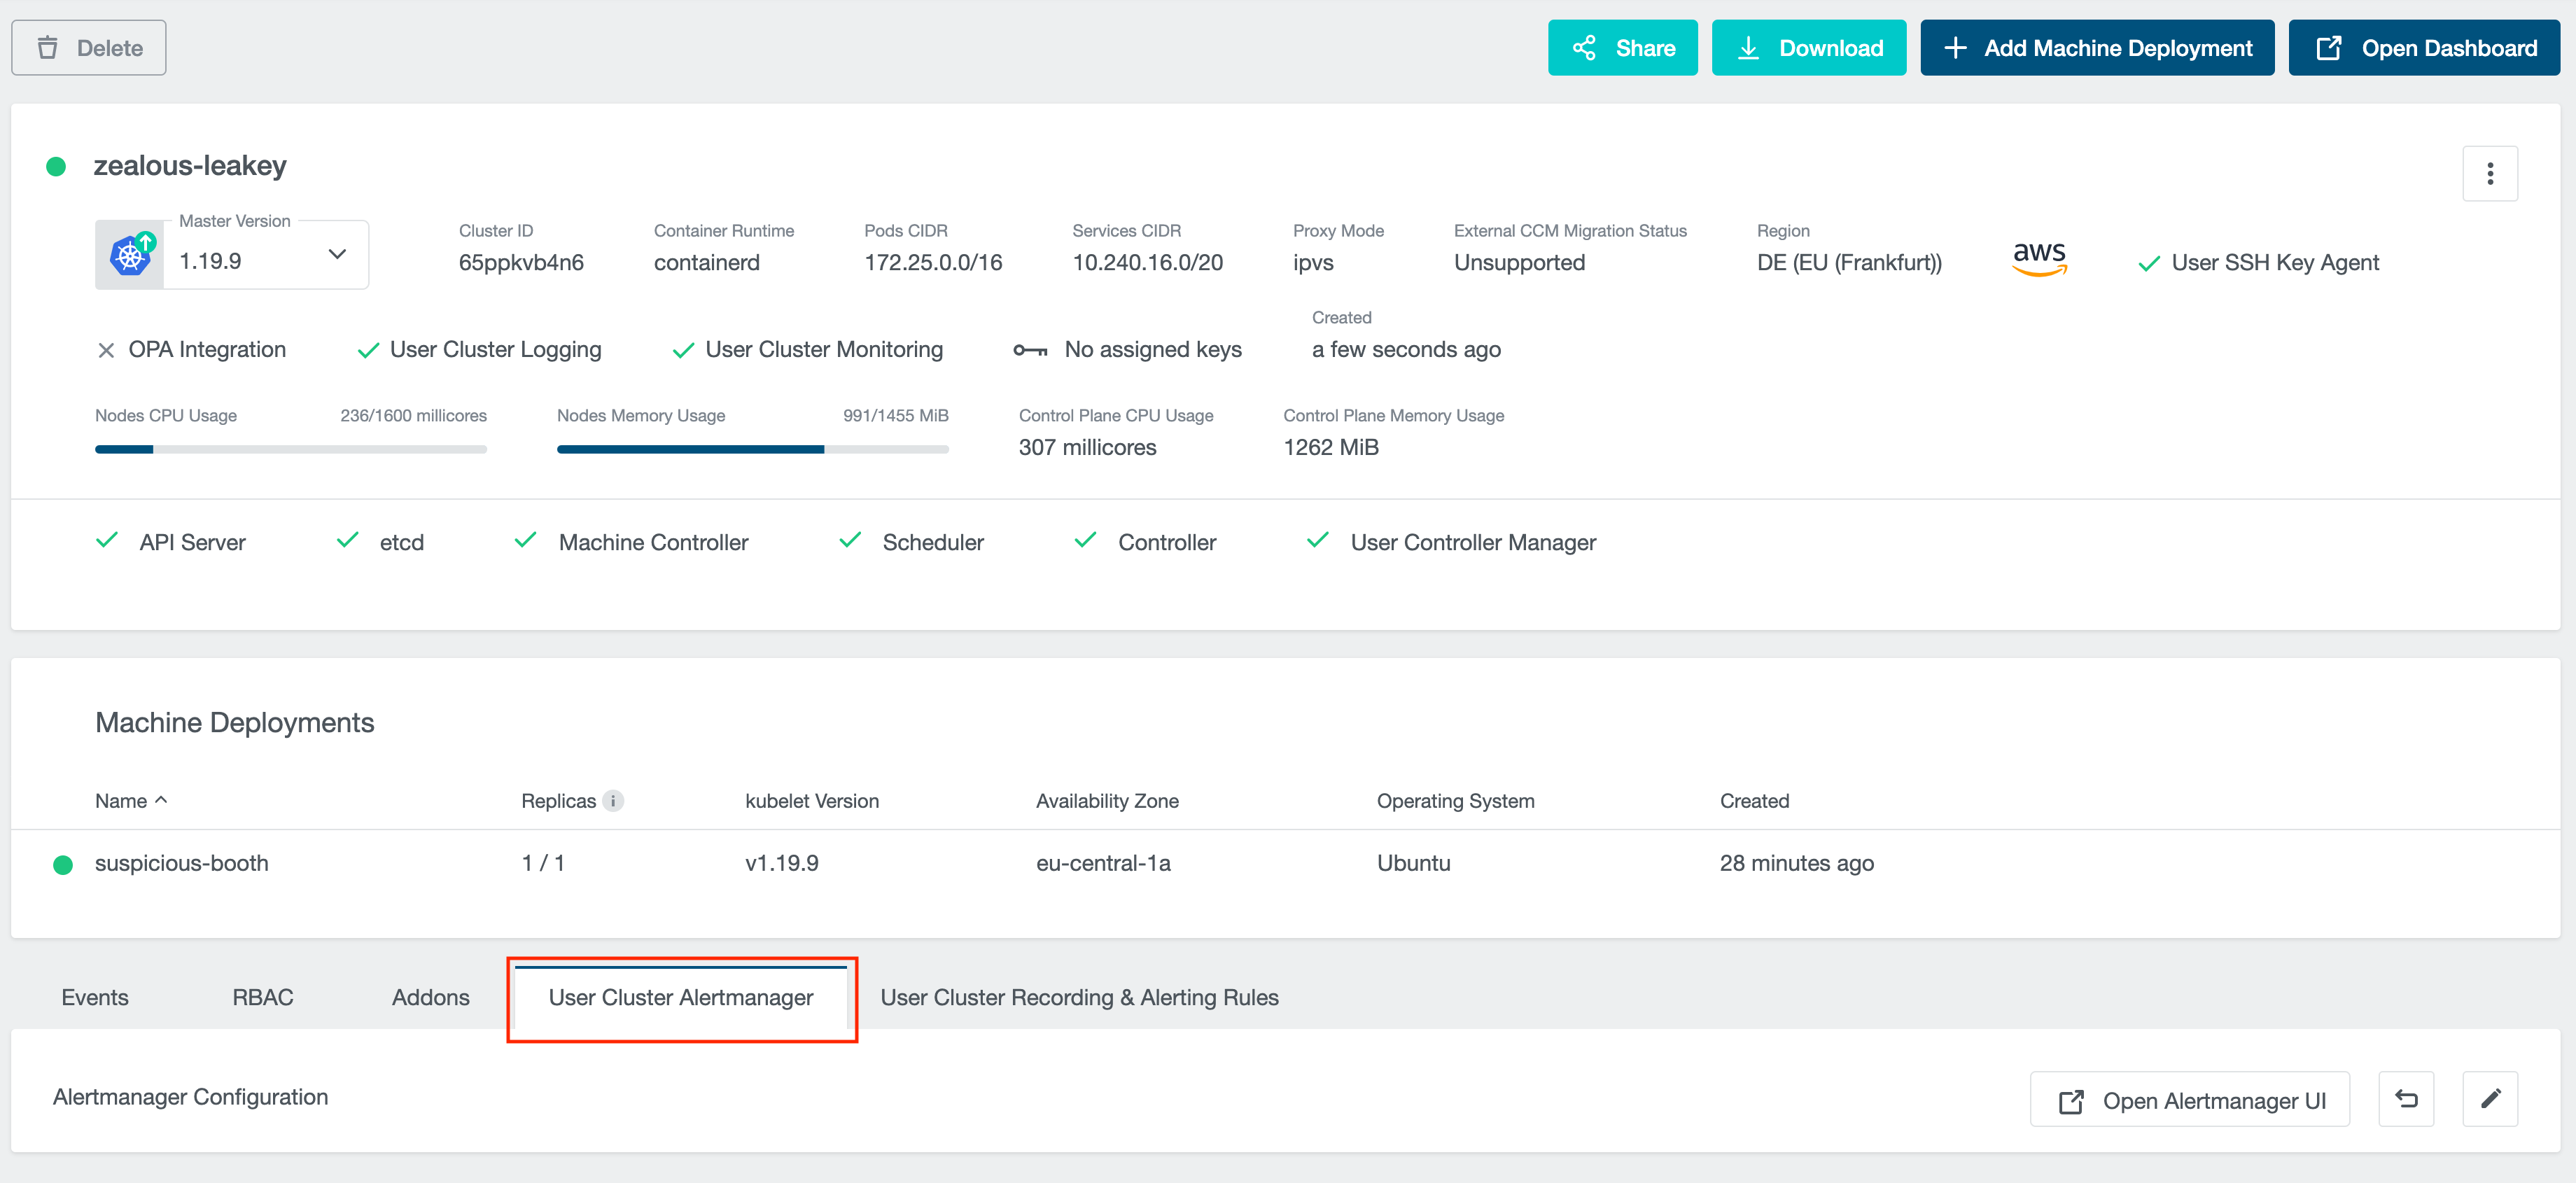 Delete
Share
Download
Add Machine Deployment
Open Dashboard
zealous-leakey
Master Version
1.19.9
Cluster ID
65ppkvb4n6
Container Runtime
containerd
Pods CIDR
172.25.0.0/16
Services CIDR
10.240.16.0/20
Proxy Mode
ipvs
External CCM Migration Status
Unsupported
Region
DE (EU (Frankfurt))
aws
User SSH Key Agent
OPA Integration
User Cluster Logging
User Cluster Monitoring
No assigned keys
Created
a few seconds ago
Nodes CPU Usage 236/1600 millicores
Nodes Memory Usage 991/1455 MiB
Control Plane CPU Usage
307 millicores
Control Plane Memory Usage
1262 MiB
API Server
etcd
Machine Controller
Scheduler
Controller
User Controller Manager
Machine Deployments
Name Replicas kubelet Version Availability Zone Operating System Created
suspicious-booth 1 / 1 v1.19.9 eu-central-1a Ubuntu 28 minutes ago
Events RBAC Addons User Cluster Alertmanager User Cluster Recording & Alerting Rules
Alertmanager Configuration
Open Alertmanager UI